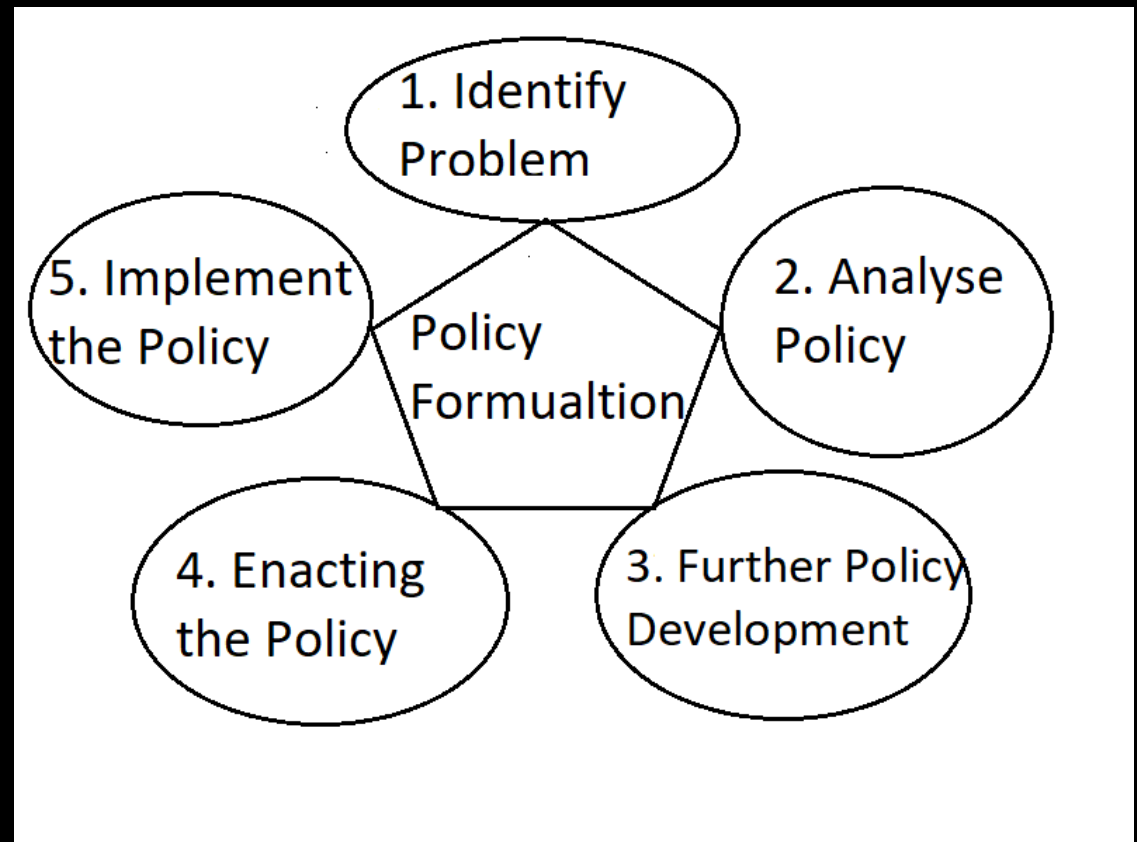 1. Identify
Problem
2. Analyse
Policy
3. Further Policy
Development
4. Enacting
the Policy
5. Implement
the Policy
Policy
Formualtion